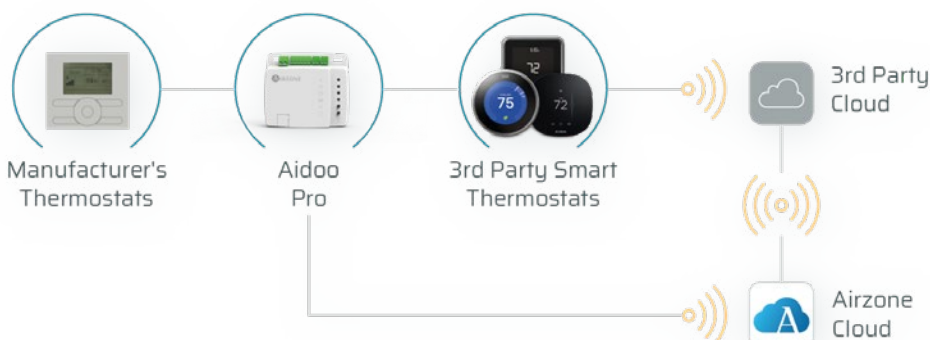 72
75
72
Manufacturer's
Thermostats
Aidoo
Pro
3rd Party Smart
Thermostats
3rd Party
Cloud
A
Airzone
Cloud